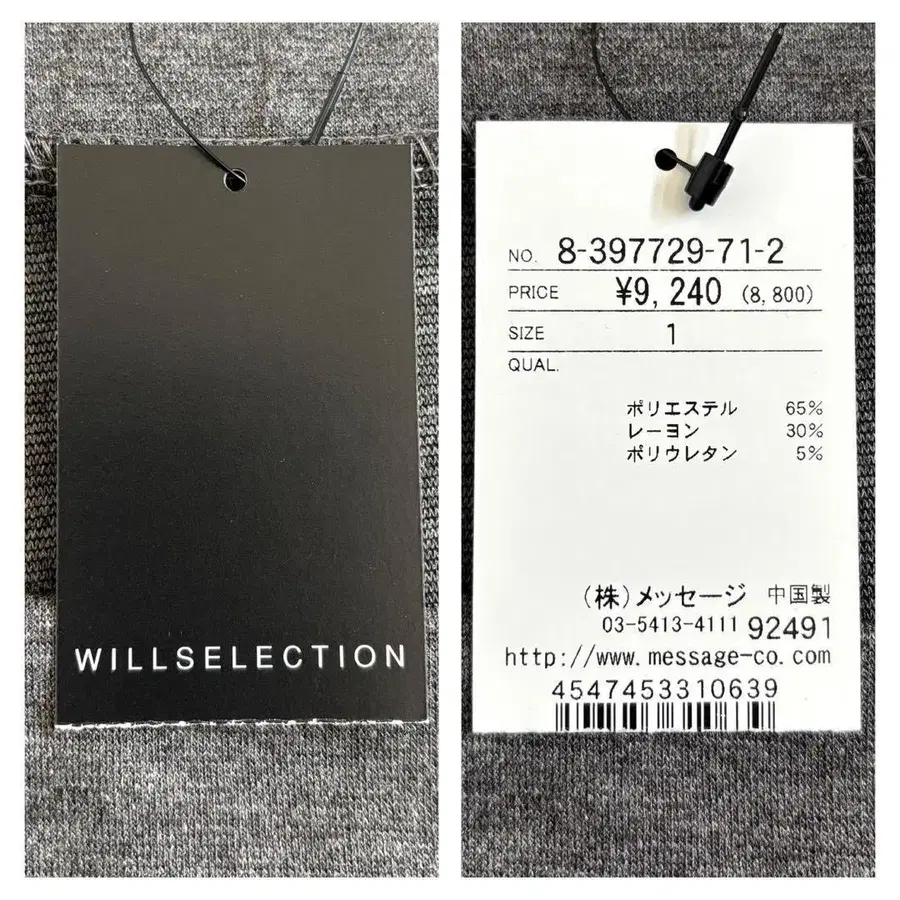 WILLSELECTION
NO. 8-397729-71-2
PRICE ¥9,240 (8,800)
SIZE 1
QUAL.
ポリエステル 65%
レーヨン 30%
ポリウレタン 5%
(株)メッセージ 中国製
03-5413-4111 92491
http://www.message-co.com
4547453310639